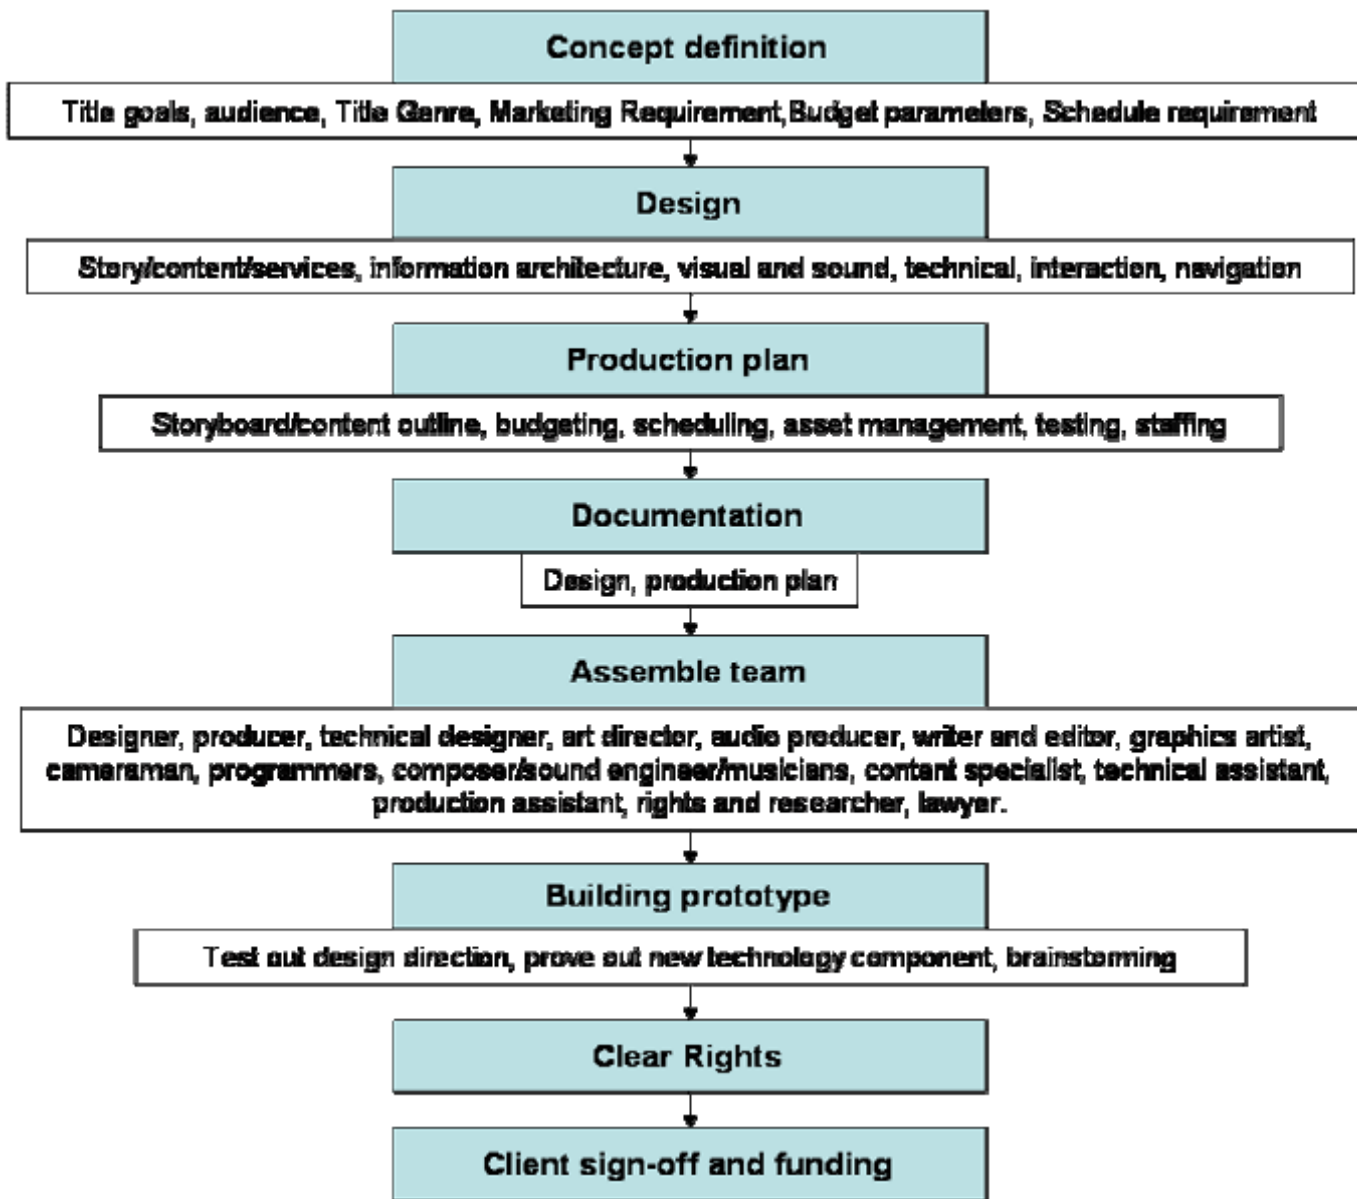 Concept definition
Title goals, audience, Title Genre, Marketing Requirement,Budget parameters, Schedule requirement
Design
Story/content/services, information architecture, visual and sound, technical, interaction, navigation
Production plan
Storyboard/content outline, budgeting, scheduling, asset management, testing, staffing
Documentation
Design, production plan
Assemble team
Designer, producer, technical designer, art director, audio producer, writer and editor, graphics artist,
cameraman, programmers, composer/sound engineer/musicians, content specialist, technical assistant,
production assistant, rights and researcher, lawyer.
Building prototype
Test out design direction, prove out new technology component, brainstorming
Clear Rights
Client sign-off and funding